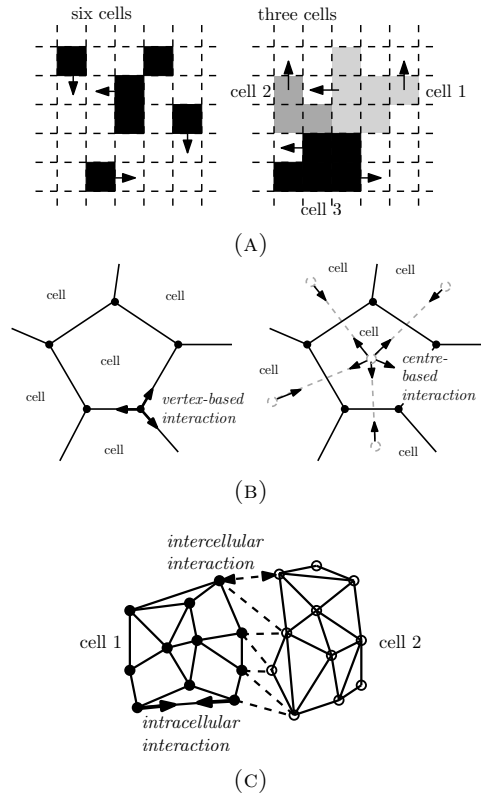 six cells
three cells
cell 2
cell 1
cell 3
(A)
cell
cell
cell
cell
cell
vertex-based
interaction
cell
cell
cell
cell
cell
centre-
based
interaction
(B)
intercellular
interaction
cell 1
cell 2
intracellular
interaction
(C)